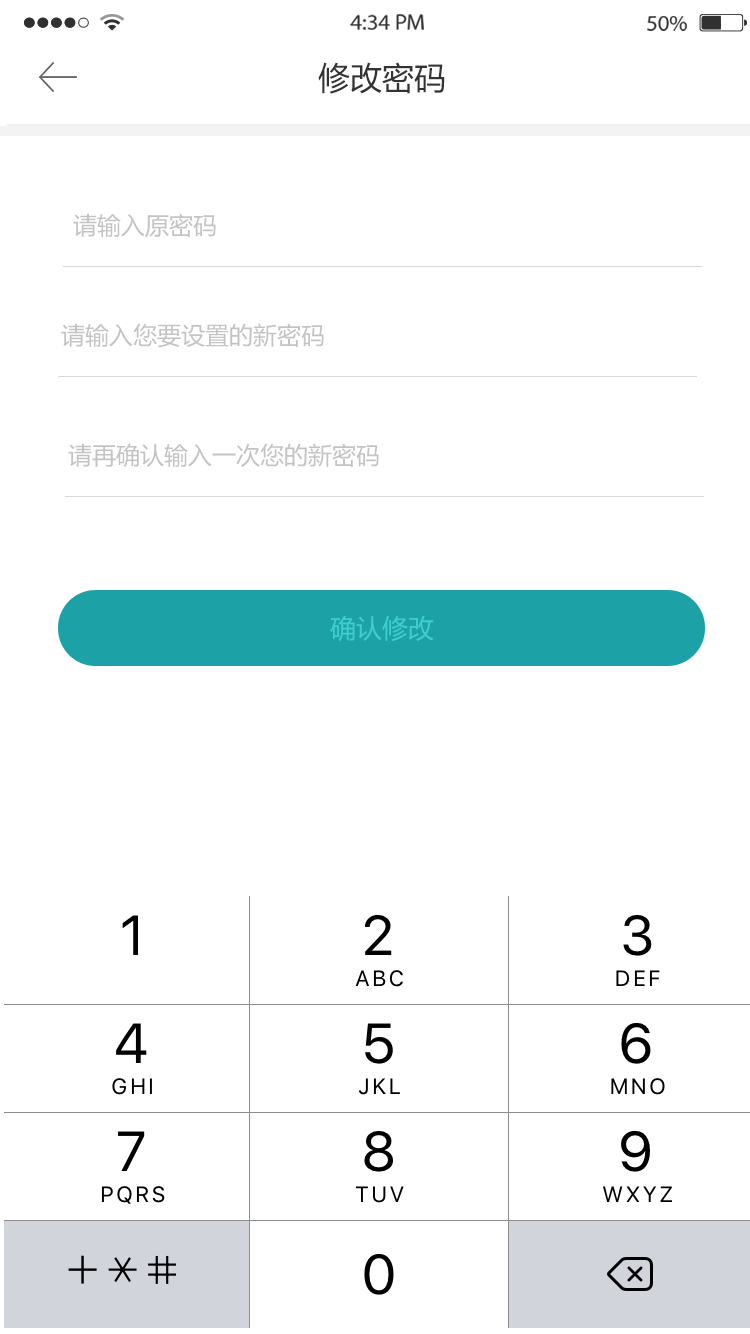 4:34 PM 50%
修改密码
请输入原密码
请输入您要设置的新密码
请再确认输入一次您的新密码
确认修改
1 2 3
ABC DEF
4 5 6
GHI JKL MNO
7 8 9
PQRS TUV WXYZ
+*# 0